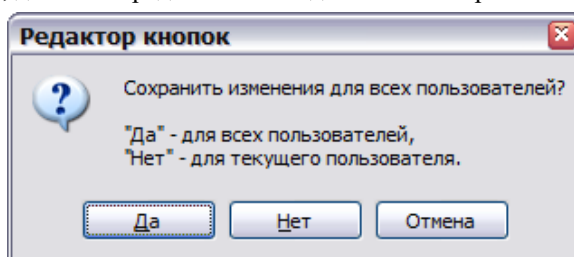 Редактор кнопок
Сохранить изменения для всех пользователей?
"Да" - для всех пользователей,
"Нет" - для текущего пользователя.
Да Нет Отмена